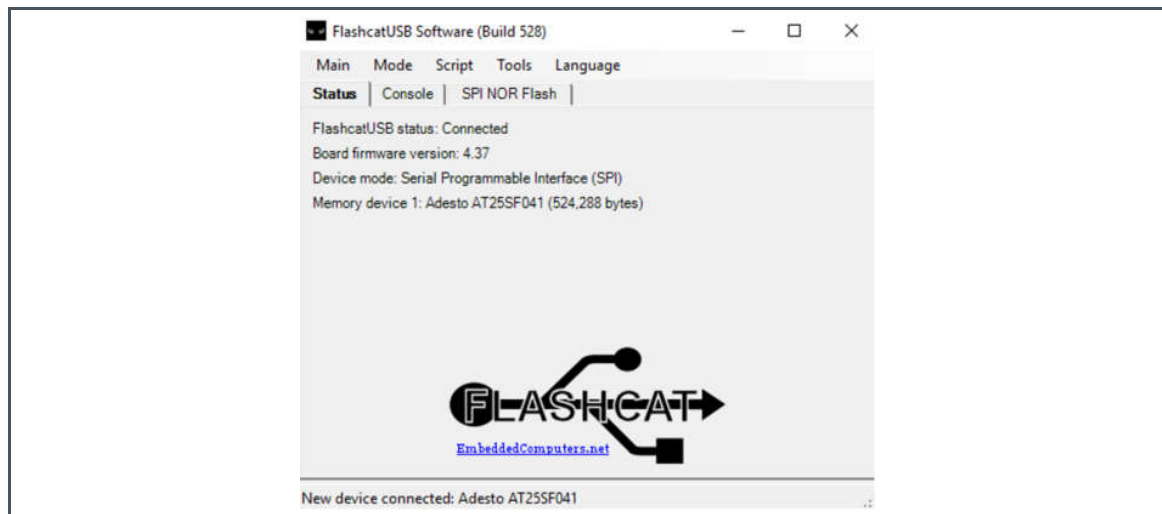 FlashcatUSB Software (Build 528)
Main Mode Script Tools Language
Status Console SPI NOR Flash
FlashcatUSB status: Connected
Board firmware version: 4.37
Device mode: Serial Programmable Interface (SPI)
Memory device 1: Adesto AT25SF041 (524,288 bytes)
FLASHCAT
EmbeddedComputers.net
New device connected: Adesto AT25SF041